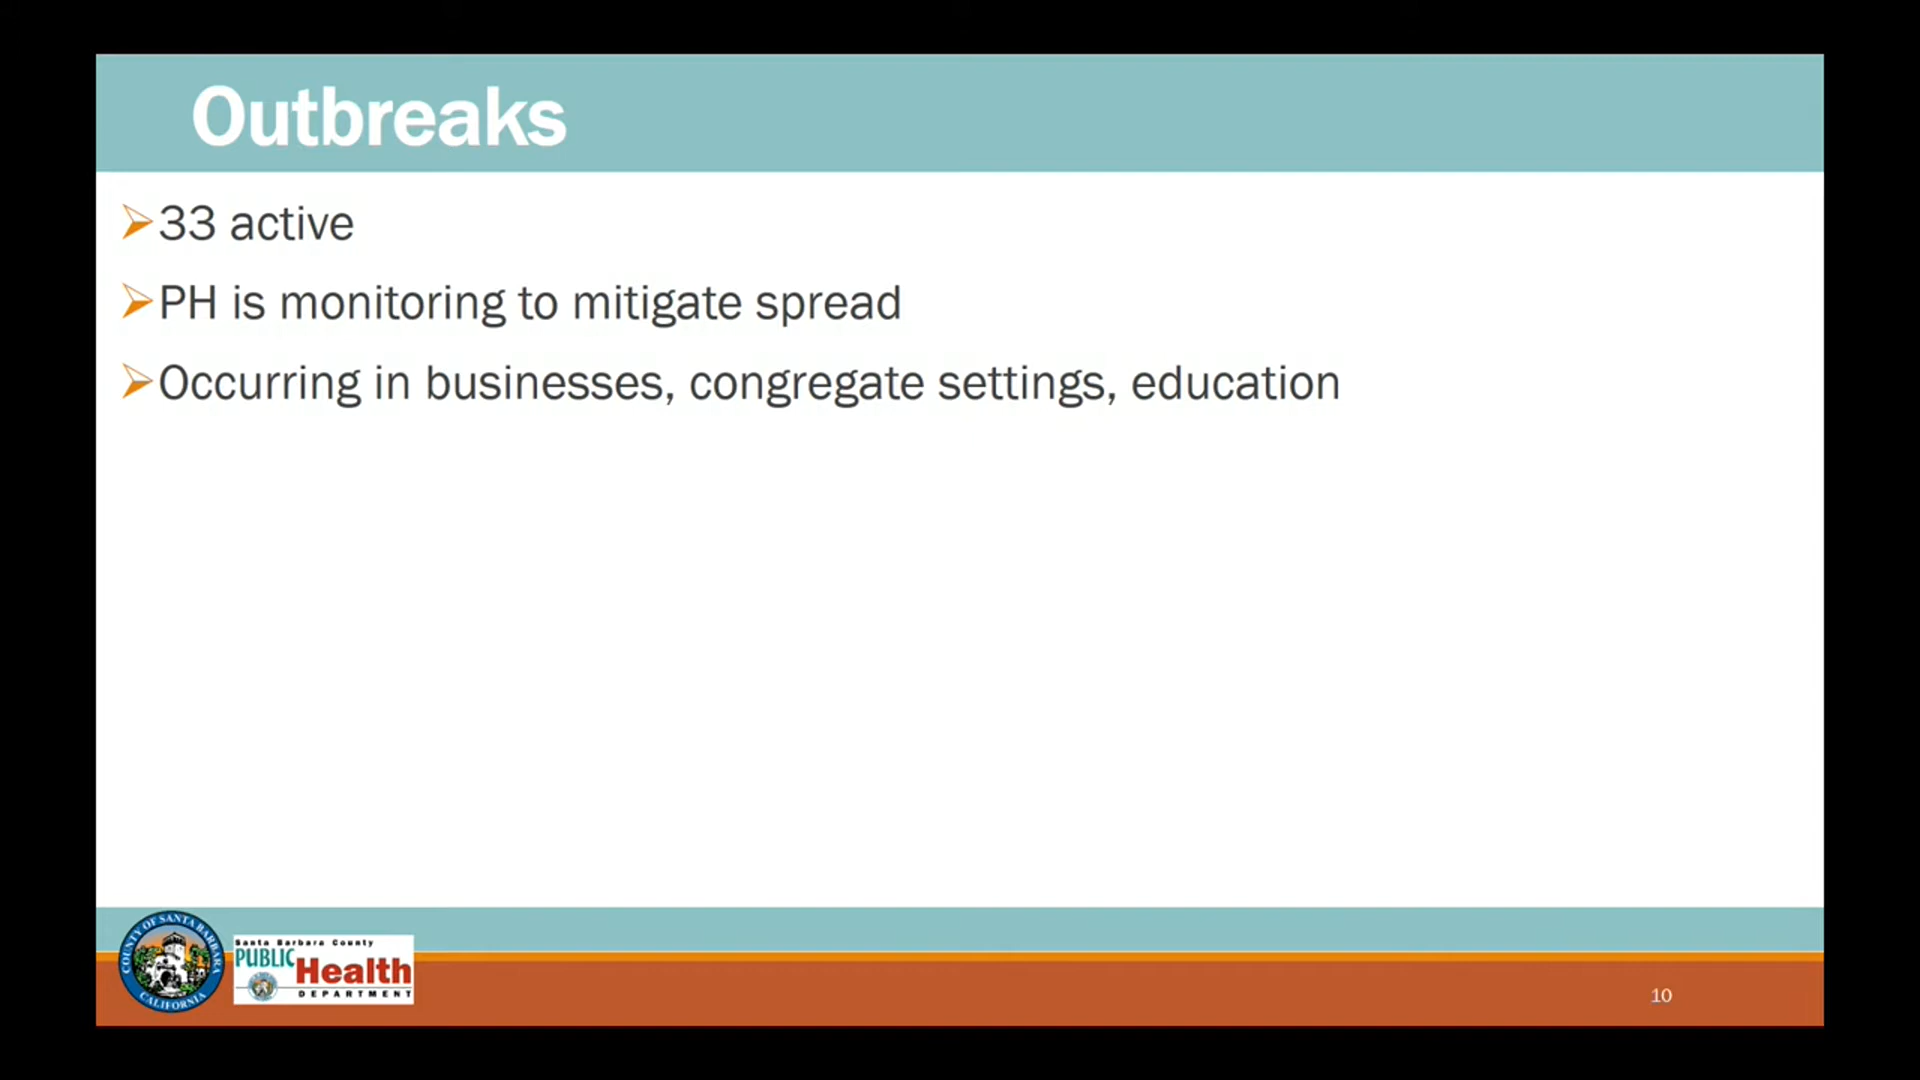 Outbreaks
33 active
PH is monitoring to mitigate spread
Occurring in businesses, congregate settings, education
COUNTY OF SANTA BARBARA
CALIFORNIA
Santa Barbara County
PUBLIC
Health
DEPARTMENT
10